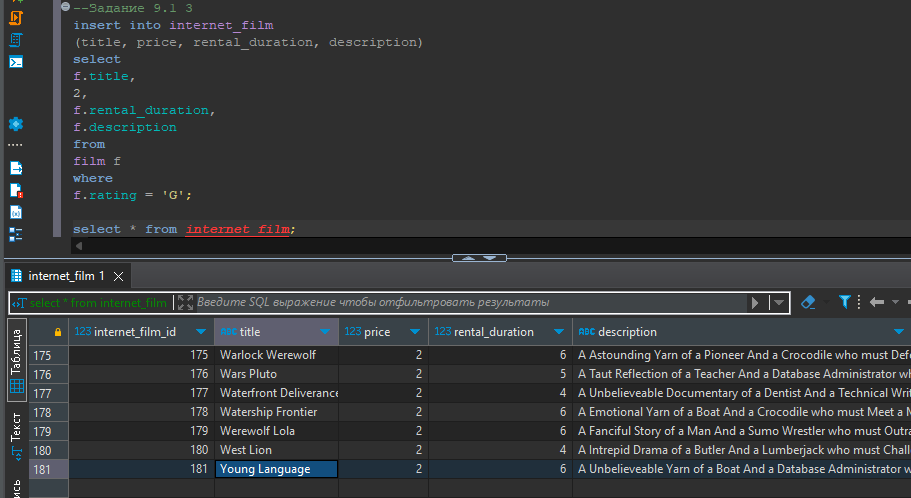 --Задание 9.1 3
insert into internet_film
(title, price, rental_duration, description)
select
f.title,
2,
f.rental_duration,
f.description
from
film f
where
f.rating = 'G';
select * from internet_film;
internet_film 1
select * from internet_film Введите SQL выражение чтобы отфильтровать результаты
Таблица
Текст
123 internet_film_id ABC title 123 price 123 rental_duration ABC description
175 175 Warlock Werewolf 2 6 A Astounding Yarn of a Pioneer And a Crocodile who must Def
176 176 Wars Pluto 2 5 A Taut Reflection of a Teacher And a Database Administrator wh
177 177 Waterfront Deliverance 2 4 A Unbelieveable Documentary of a Dentist And a Technical Writ
178 178 Watership Frontier 2 6 A Emotional Yarn of a Boat And a Crocodile who must Meet a M
179 179 Werewolf Lola 2 6 A Fanciful Story of a Man And a Sumo Wrestler who must Outra
180 180 West Lion 2 4 A Intrepid Drama of a Butler And a Lumberjack who must Chall
181 181 Young Language 2 6 A Unbelieveable Yarn of a Boat And a Database Administrator w